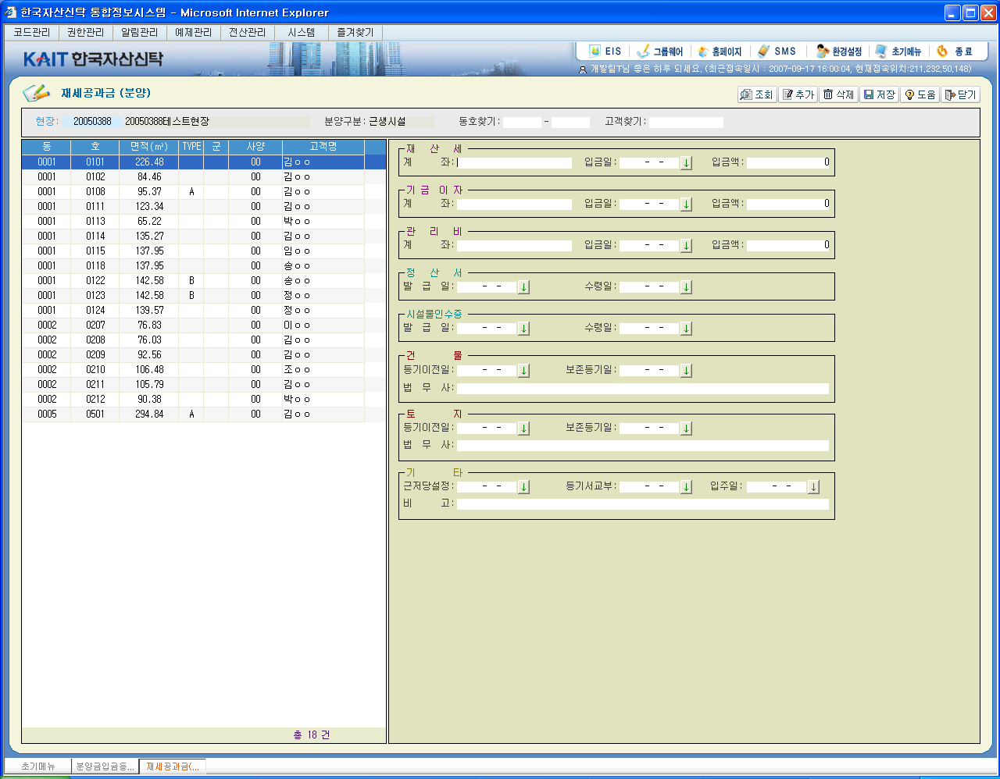 한국자산신탁 통합정보시스템 - Microsoft Internet Explorer
코드관리 권한관리 알림관리 예제관리 전산관리 시스템 즐겨찾기
KAIT 한국자산신탁
EIS 그룹웨어 홈페이지 SMS 환경설정 초기메뉴 종료
개발팀T님 좋은 하루 되세요. (최근접속일시 : 2007-09-17 16:00:04, 현재접속위치:211,232,50,148)
재세공과금 (분양)
조회 추가 삭제 저장 도움 닫기
현장: 20050388 20050388테스트현장 분양구분: 근생시설 동호찾기: - 고객찾기:
동 호 면적(㎡) TYPE 군 사양 고객명
0001 0101 226.48 00 김ㅇㅇ
0001 0102 84.46 00 김ㅇㅇ
0001 0108 95.37 A 00 김ㅇㅇ
0001 0111 123.34 00 김ㅇㅇ
0001 0113 65.22 00 박ㅇㅇ
0001 0114 135.27 00 김ㅇㅇ
0001 0115 137.95 00 임ㅇㅇ
0001 0118 137.95 00 송ㅇㅇ
0001 0122 142.58 B 00 송ㅇㅇ
0001 0123 142.58 B 00 정ㅇㅇ
0001 0124 139.57 00 정ㅇㅇ
0002 0207 76.83 00 이ㅇㅇ
0002 0208 76.03 00 김ㅇㅇ
0002 0209 92.56 00 김ㅇㅇ
0002 0210 106.48 00 조ㅇㅇ
0002 0211 105.79 00 김ㅇㅇ
0002 0212 90.38 00 박ㅇㅇ
0005 0501 294.84 A 00 김ㅇㅇ
총 18 건
재 산 세
계 좌: 입금일: - - ↓ 입금액: 0
기 금 이 자
계 좌: 입금일: - - ↓ 입금액: 0
관 리 비
계 좌: 입금일: - - ↓ 입금액: 0
정 산 서
발 급 일: - - ↓ 수령일: - - ↓
시설물인수증
발 급 일: - - ↓ 수령일: - - ↓
건 물
등기이전일: - - ↓ 보존등기일: - - ↓
법 무 사:
토 지
등기이전일: - - ↓ 보존등기일: - - ↓
법 무 사:
기 타
근저당설정: - - ↓ 등기서교부: - - ↓ 입주일: - - ↓
비 고:
초기메뉴 분양금입금등... 재세공과금(...